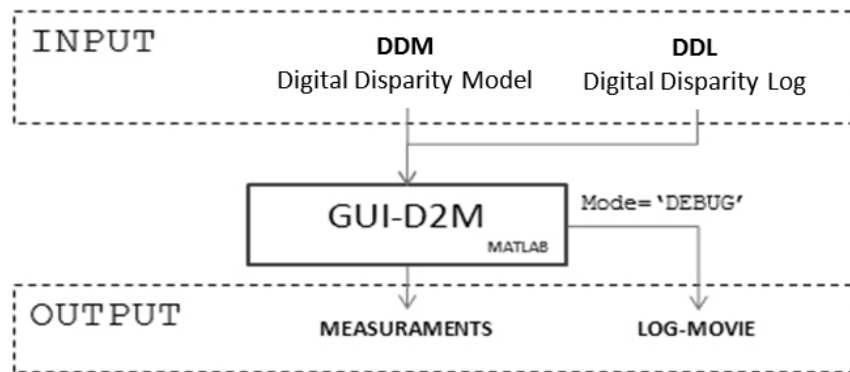 INPUT
DDM
Digital Disparity Model
DDL
Digital Disparity Log
GUI-D2M
MATLAB
Mode=‘DEBUG’
OUTPUT
MEASURAMENTS
LOG-MOVIE